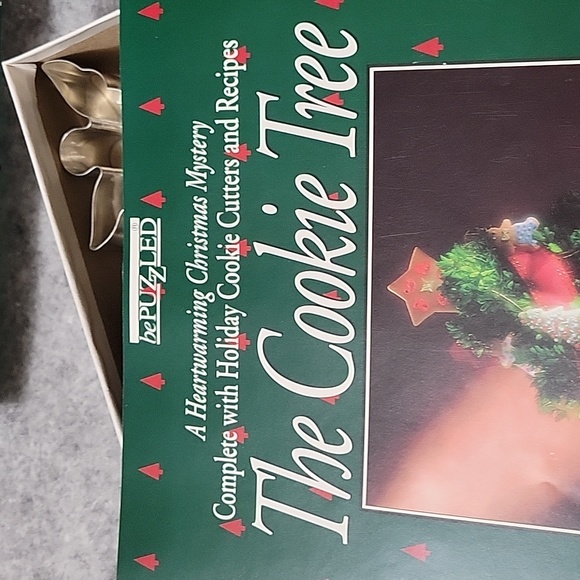 bePUZZLED
A Heartwarming Christmas Mystery
Complete with Holiday Cookie Cutters and Recipes
The Cookie Tree